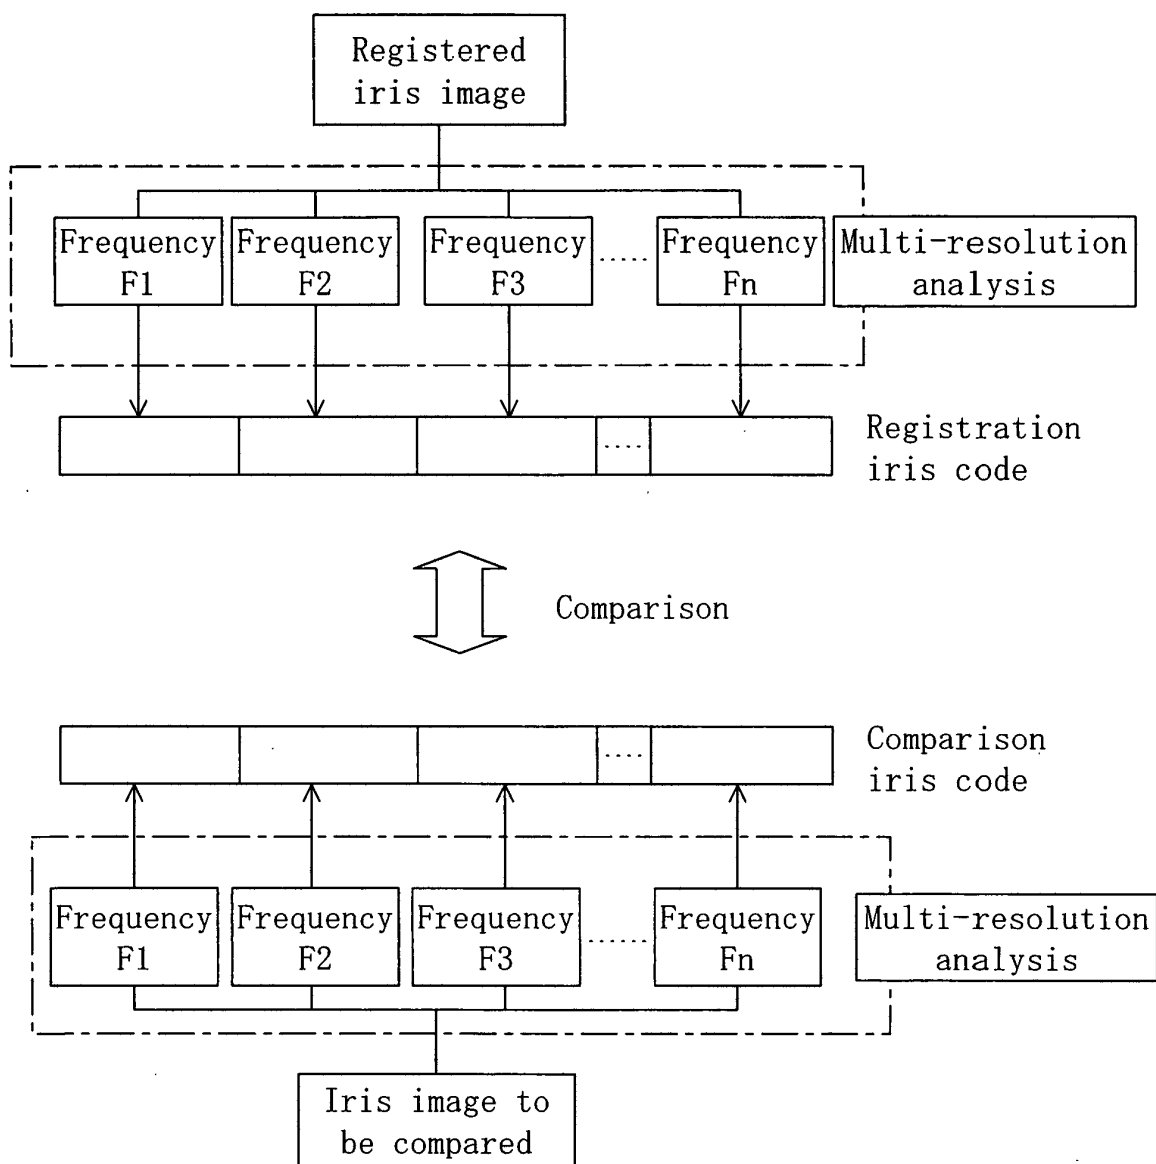 Registered
iris image
Frequency
F1
Frequency
F2
Frequency
F3
.....
Frequency
Fn
Multi-resolution
analysis
.....
Registration
iris code
Comparison
.....
Comparison
iris code
Frequency
F1
Frequency
F2
Frequency
F3
......
Frequency
Fn
Multi-resolution
analysis
Iris image to
be compared